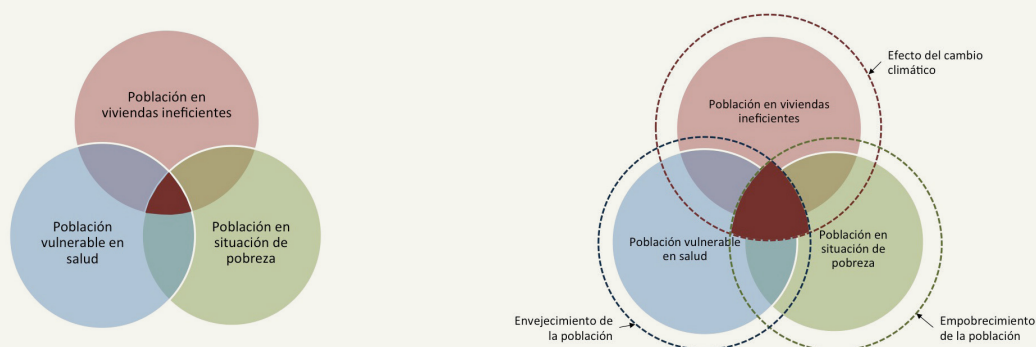 Población en
viviendas ineficientes
Población
vulnerable en
salud
Población en
situación de
pobreza
Efecto del cambio
climático
Población en viviendas
ineficientes
Población vulnerable
en salud
Población en
situación de
pobreza
Envejecimiento de
la población
Empobrecimiento
de la población